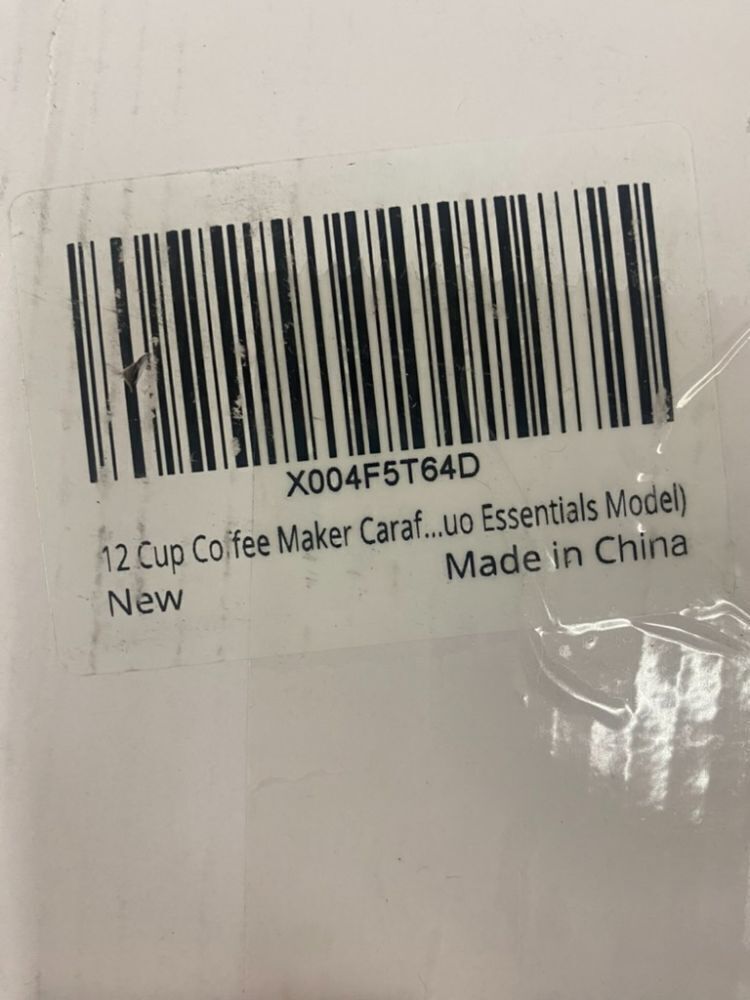 X004F5T64D
12 Cup Coffee Maker Caraf...uo Essentials Model)
New
Made in China